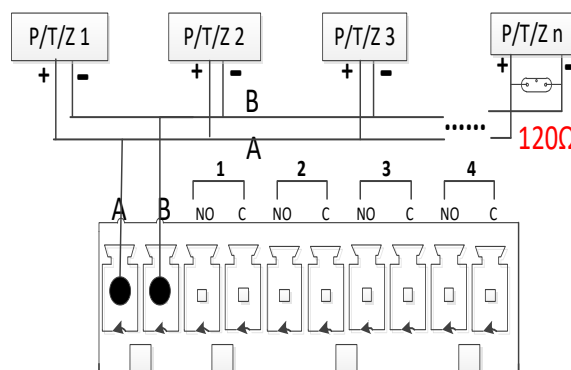 P/T/Z 1 P/T/Z 2 P/T/Z 3 P/T/Z n
+ - + - + - + -
B
A ...... 120Ω
1 2 3 4
A B NO C NO C NO C NO C